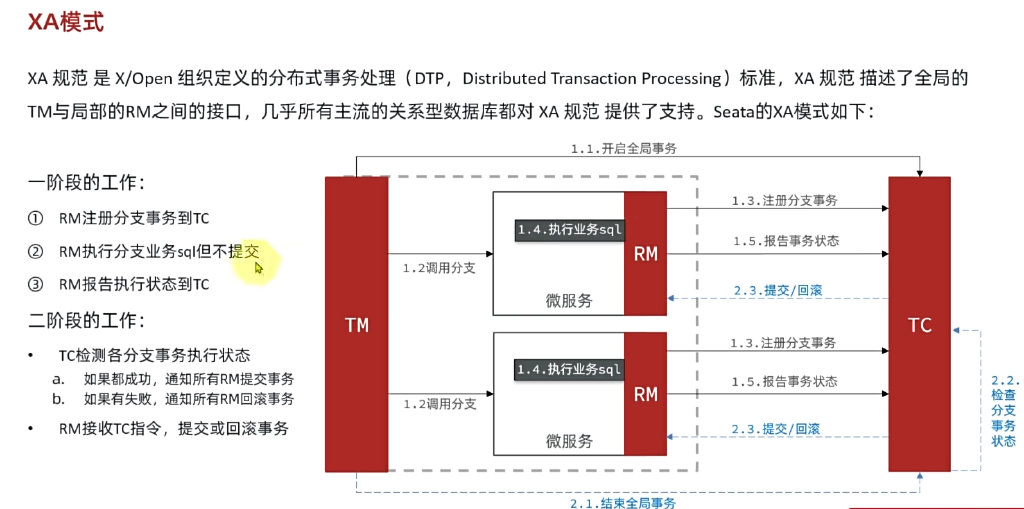 XA模式
XA 规范 是 X/Open 组织定义的分布式事务处理（DTP，Distributed Transaction Processing）标准，XA 规范 描述了全局的
TM与局部的RM之间的接口，几乎所有主流的关系型数据库都对 XA 规范 提供了支持。Seata的XA模式如下：
一阶段的工作：
① RM注册分支事务到TC
② RM执行分支业务sql但不提交
③ RM报告执行状态到TC
二阶段的工作：
• TC检测各分支事务执行状态
a. 如果都成功，通知所有RM提交事务
b. 如果有失败，通知所有RM回滚事务
• RM接收TC指令，提交或回滚事务
1.1.开启全局事务
TM
1.2调用分支
1.4.执行业务sql
RM
微服务
1.3.注册分支事务
1.5.报告事务状态
2.3.提交/回滚
1.2调用分支
1.4.执行业务sql
RM
微服务
1.3.注册分支事务
1.5.报告事务状态
2.3.提交/回滚
TC
2.2.
检查
分支
事务
状态
2.1.结束全局事务